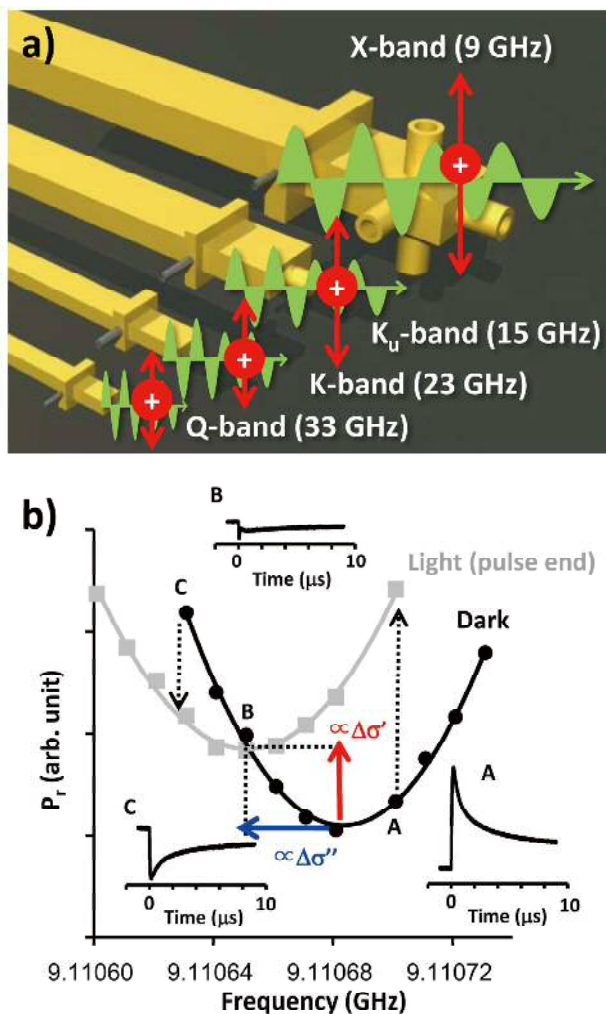 a)
X-band (9 GHz)
+
+
+
+
Kᵤ-band (15 GHz)
K-band (23 GHz)
Q-band (33 GHz)
b)
B
0 10
Time (μs)
Light (pulse end)
C
Dark
B
∝Δσ'
A
A
C
∝Δσ''
0 10
Time (μs)
0 10
Time (μs)
Pᵣ (arb. unit)
9.11060 9.11064 9.11068 9.11072
Frequency (GHz)